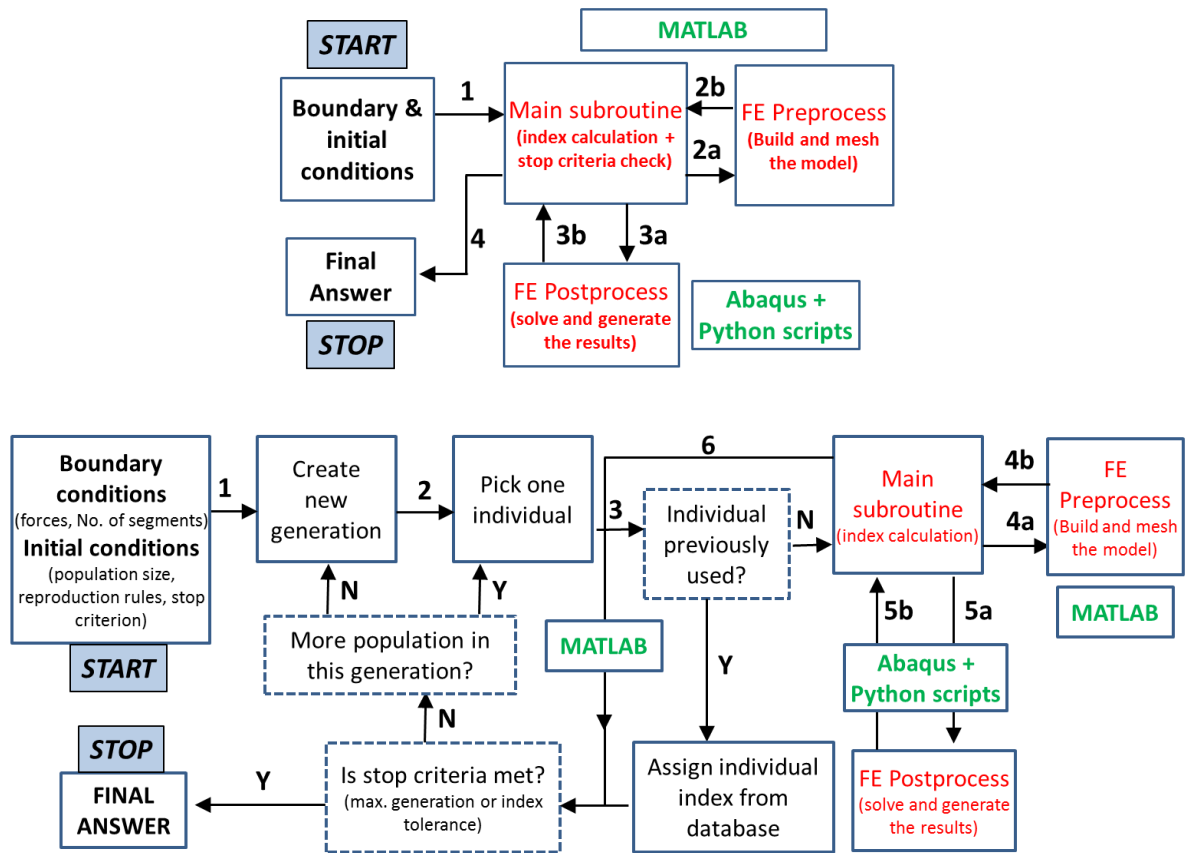 START
MATLAB
Boundary &
initial
conditions
1
Main subroutine
(index calculation +
stop criteria check)
2b
2a
FE Preprocess
(Build and mesh
the model)
4
3b
3a
Final
Answer
STOP
FE Postprocess
(solve and generate
the results)
Abaqus +
Python scripts
Boundary
conditions
(forces, No. of segments)
Initial conditions
(population size,
reproduction rules, stop
criterion)
START
1
Create
new
generation
2
Pick one
individual
3
6
Individual
previously
used?
N
Main
subroutine
(index calculation)
4b
4a
FE
Preprocess
(Build and mesh
the model)
MATLAB
N
Y
More population in
this generation?
MATLAB
Y
5b
5a
Abaqus +
Python scripts
N
STOP
FINAL
ANSWER
Y
Is stop criteria met?
(max. generation or index
tolerance)
Assign individual
index from
database
FE Postprocess
(solve and generate
the results)